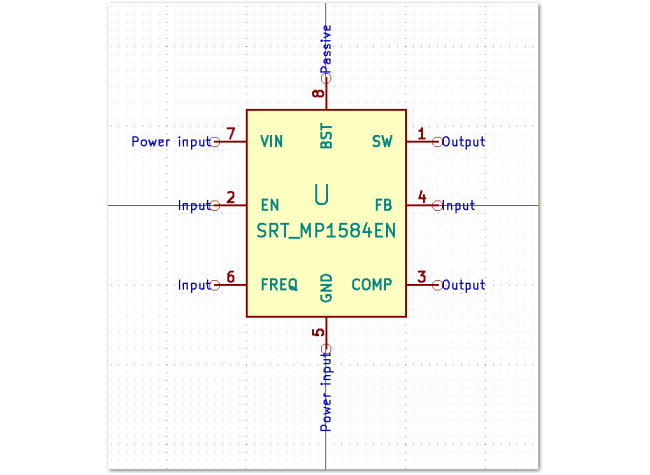 Passive
8
Power input 7 VIN BST SW 1 Output
Input 2 EN FB 4 Input
U
SRT_MP1584EN
Input 6 FREQ GND COMP 3 Output
5
Power input